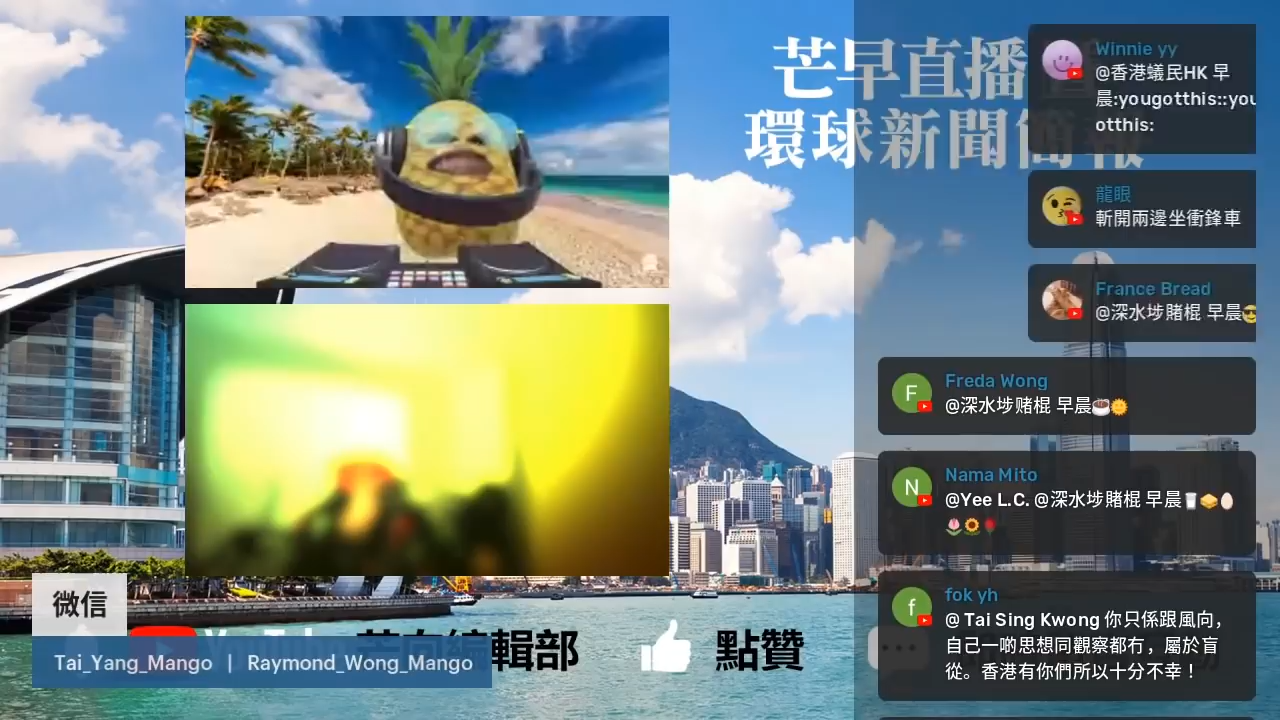 芒早直播
環球新聞簡報
Winnie yy
@香港蟻民HK 早
晨:yougotthis::you
otthis:
龍眼
斬開兩邊坐衝鋒車
France Bread
@深水埗賭棍 早晨😎
Freda Wong
@深水埗赌棍 早晨☕🌞
Nama Mito
@Yee L.C. @深水埗賭棍 早晨🥛🧈🥚
🌷🌻🌹
fok yh
@ Tai Sing Kwong 你只係跟風向，
自己一啲思想同觀察都冇，屬於盲
從。香港有你們所以十分不幸！
微信
Tai_Yang_Mango | Raymond_Wong_Mango
輯部
點贊